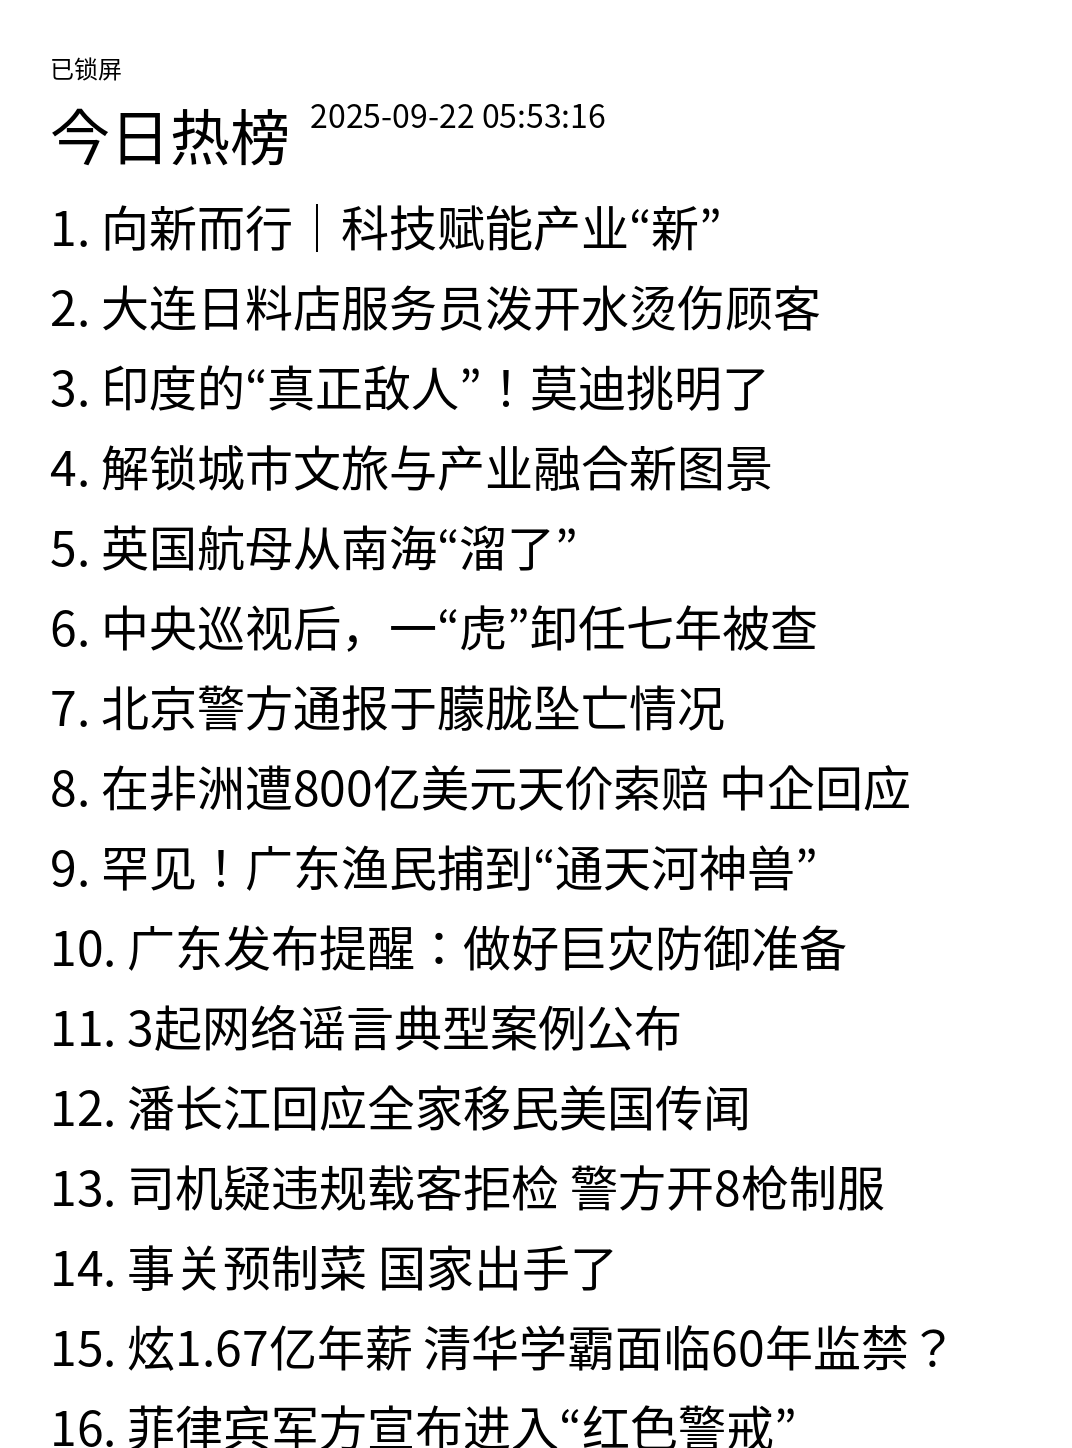 已锁屏
今日热榜 2025-09-22 05:53:16
1. 向新而行｜科技赋能产业“新”
2. 大连日料店服务员泼开水烫伤顾客
3. 印度的“真正敌人”！莫迪挑明了
4. 解锁城市文旅与产业融合新图景
5. 英国航母从南海“溜了”
6. 中央巡视后，一“虎”卸任七年被查
7. 北京警方通报于朦胧坠亡情况
8. 在非洲遭800亿美元天价索赔 中企回应
9. 罕见！广东渔民捕到“通天河神兽”
10. 广东发布提醒：做好巨灾防御准备
11. 3起网络谣言典型案例公布
12. 潘长江回应全家移民美国传闻
13. 司机疑违规载客拒检 警方开8枪制服
14. 事关预制菜 国家出手了
15. 炫1.67亿年薪 清华学霸面临60年监禁？
16. 菲律宾军方宣布进入“红色警戒”